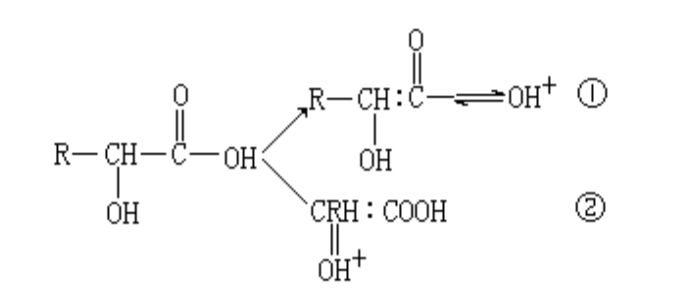 O
O
R—CH:C⇌OH⁺ ①
R—CH—C—OH
OH
OH
CRH:COOH ②
OH⁺